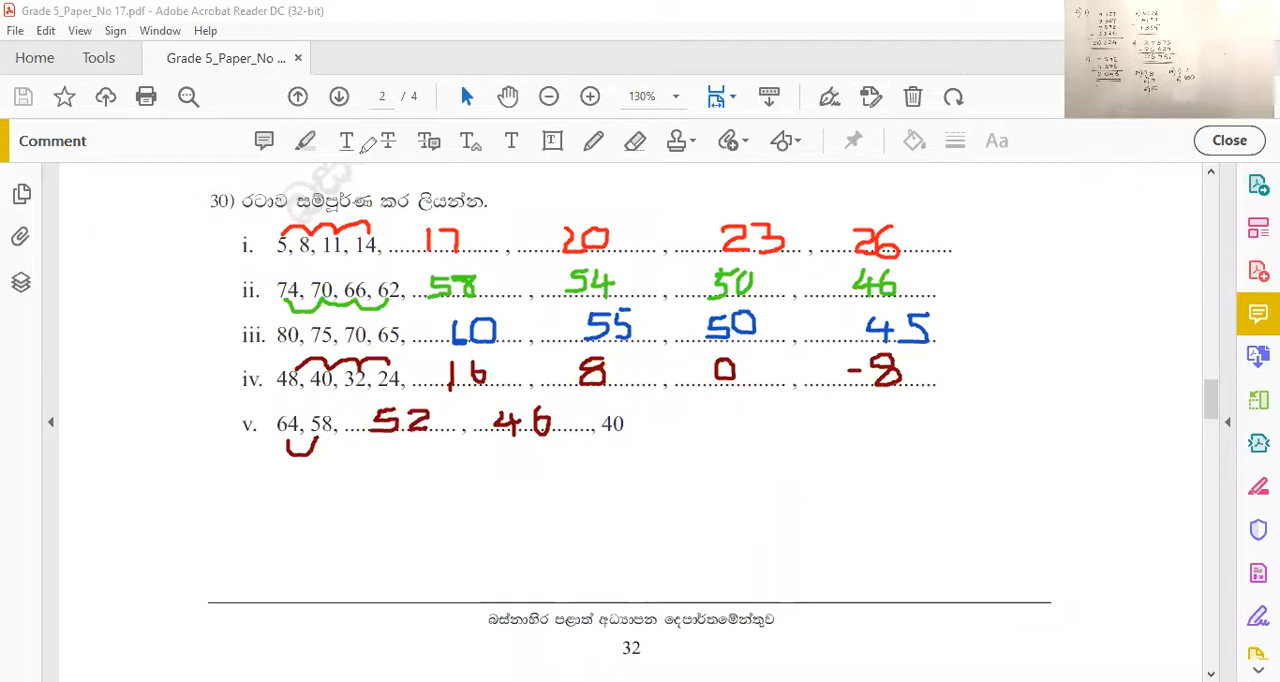 Grade 5_Paper_No 17.pdf - Adobe Acrobat Reader DC (32-bit)
File Edit View Sign Window Help
Home Tools Grade 5_Paper_No ... ×
2 / 4 130%
Comment Close
30) රටාව සම්පූර්ණ කර ලියන්න.
i. 5, 8, 11, 14, 17 , 20 , 23 , 26
ii. 74, 70, 66, 62, 58 , 54 , 50 , 46
iii. 80, 75, 70, 65, 60 , 55 , 50 , 45
iv. 48, 40, 32, 24, 16 , 8 , 0 , -8
v. 64, 58, 52 , 46 , 40
බස්නාහිර පළාත් අධ්‍යාපන දෙපාර්තමේන්තුව
32